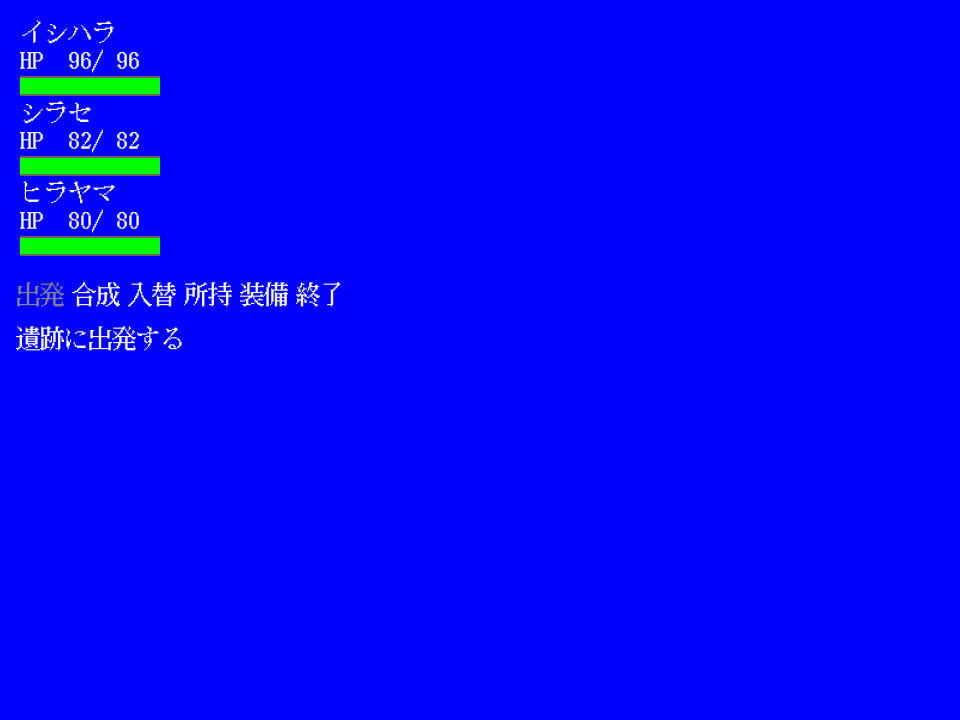 イシハラ
HP 96/ 96
シラセ
HP 82/ 82
ヒラヤマ
HP 80/ 80
出発 合成 入替 所持 装備 終了
遺跡に出発する